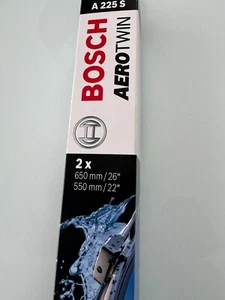 A 225 S
BOSCH
AEROTWIN
2 x
650 mm/26"
550 mm/22"